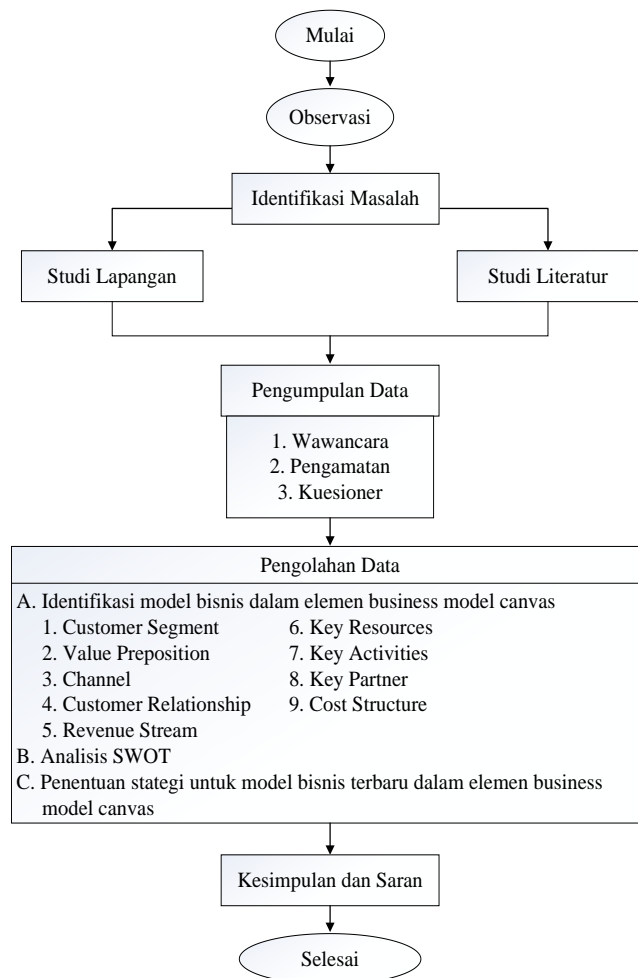 Mulai
Observasi
Identifikasi Masalah
Studi Lapangan
Studi Literatur
Pengumpulan Data
1. Wawancara
2. Pengamatan
3. Kuesioner
Pengolahan Data
A. Identifikasi model bisnis dalam elemen business model canvas
1. Customer Segment
2. Value Preposition
3. Channel
4. Customer Relationship
5. Revenue Stream
6. Key Resources
7. Key Activities
8. Key Partner
9. Cost Structure
B. Analisis SWOT
C. Penentuan stategi untuk model bisnis terbaru dalam elemen business
model canvas
Kesimpulan dan Saran
Selesai